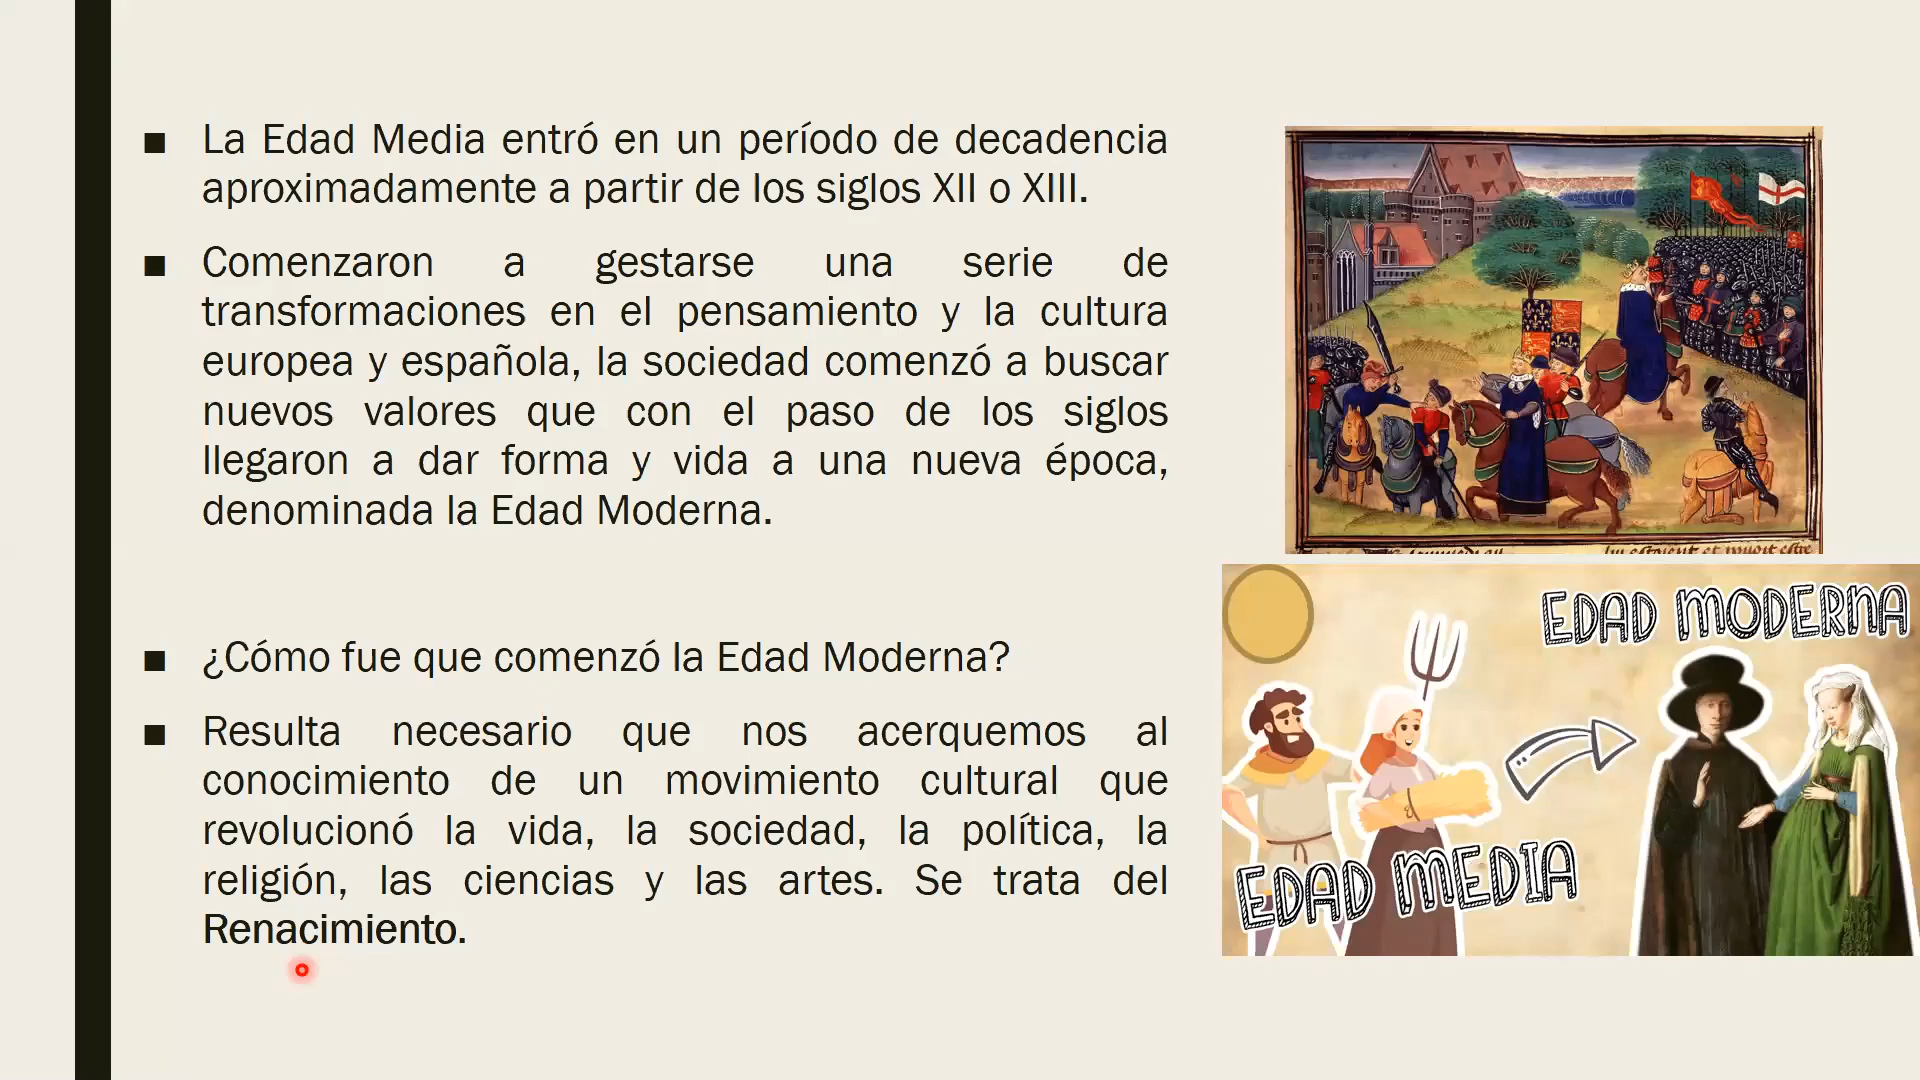 La Edad Media entró en un período de decadencia
aproximadamente a partir de los siglos XII o XIII.
Comenzaron a gestarse una serie de
transformaciones en el pensamiento y la cultura
europea y española, la sociedad comenzó a buscar
nuevos valores que con el paso de los siglos
llegaron a dar forma y vida a una nueva época,
denominada la Edad Moderna.
¿Cómo fue que comenzó la Edad Moderna?
Resulta necesario que nos acerquemos al
conocimiento de un movimiento cultural que
revolucionó la vida, la sociedad, la política, la
religión, las ciencias y las artes. Se trata del
Renacimiento.
EDAD MODERNA
EDAD MEDIA